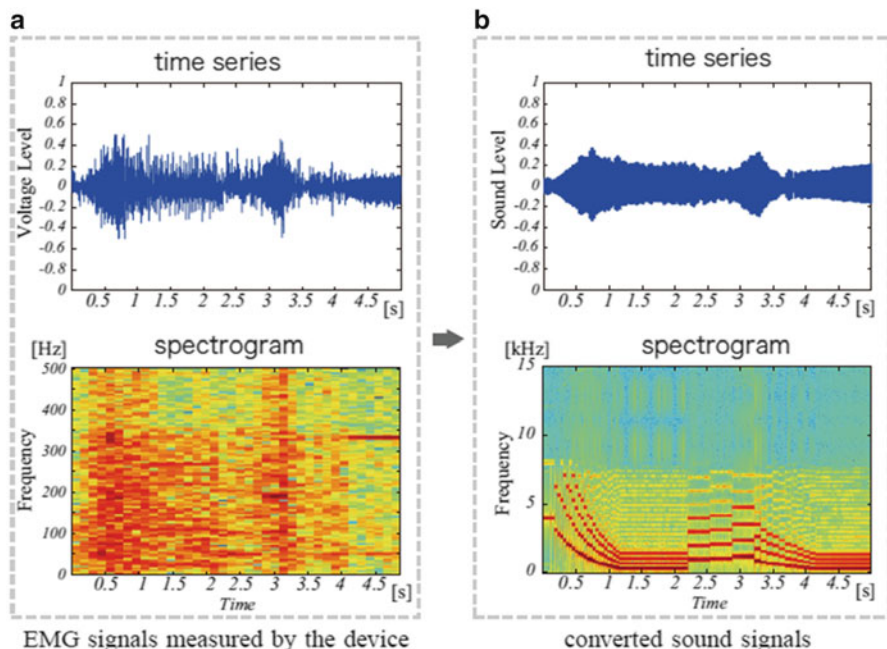 a
time series
Voltage Level
1
0.8
0.6
0.4
0.2
0
-0.2
-0.4
-0.6
-0.8
0
0.5 1 1.5 2 2.5 3 3.5 4 4.5 [s]
spectrogram
[Hz]
Frequency
500
400
300
200
100
0
0.5 1 1.5 2 2.5 3 3.5 4 4.5 [s]
Time
EMG signals measured by the device
b
time series
Sound Level
1
0.8
0.6
0.4
0.2
0
-0.2
-0.4
-0.6
-0.8
0
0.5 1 1.5 2 2.5 3 3.5 4 4.5 [s]
spectrogram
[kHz]
Frequency
15
10
5
0
0.5 1 1.5 2 2.5 3 3.5 4 4.5 [s]
Time
converted sound signals